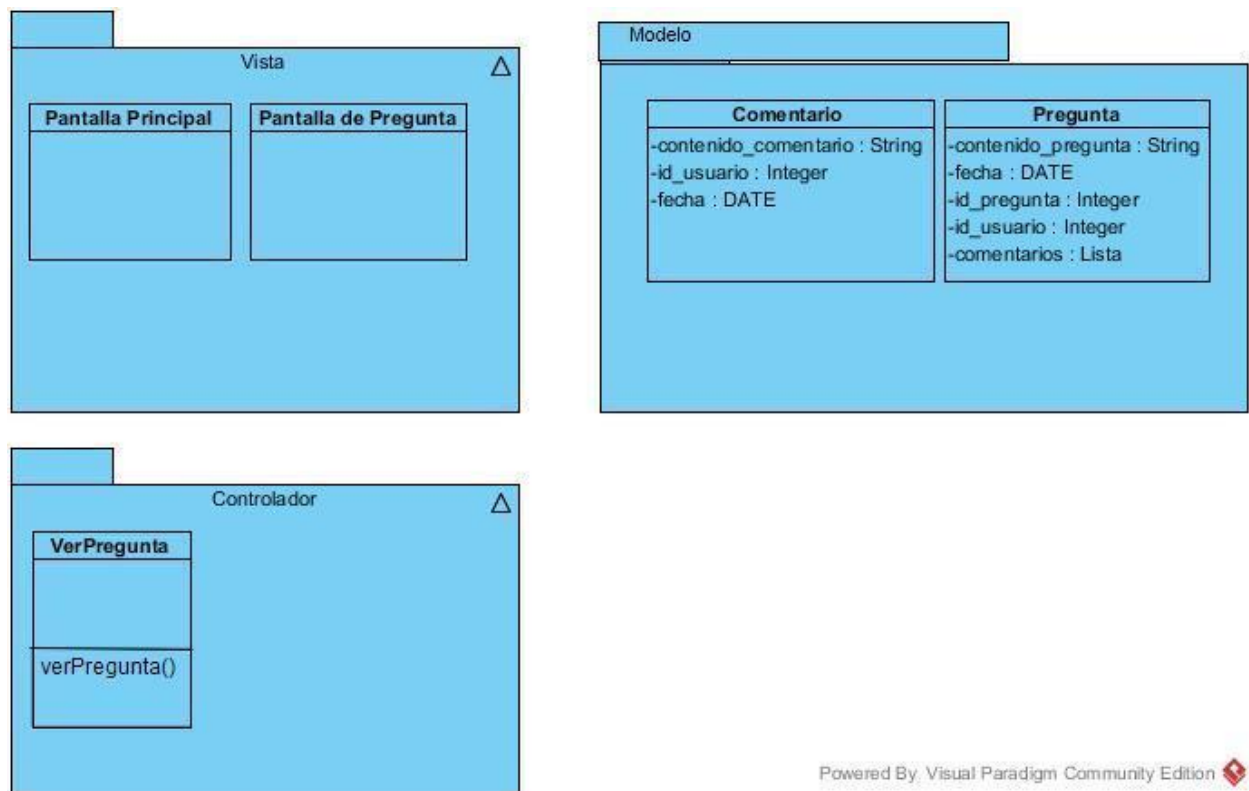 Vista
Pantalla Principal
Pantalla de Pregunta
Modelo
Comentario
-contenido_comentario : String
-id_usuario : Integer
-fecha : DATE
Pregunta
-contenido_pregunta : String
-fecha : DATE
-id_pregunta : Integer
-id_usuario : Integer
-comentarios : Lista
Controlador
VerPregunta
verPregunta()
Powered By Visual Paradigm Community Edition